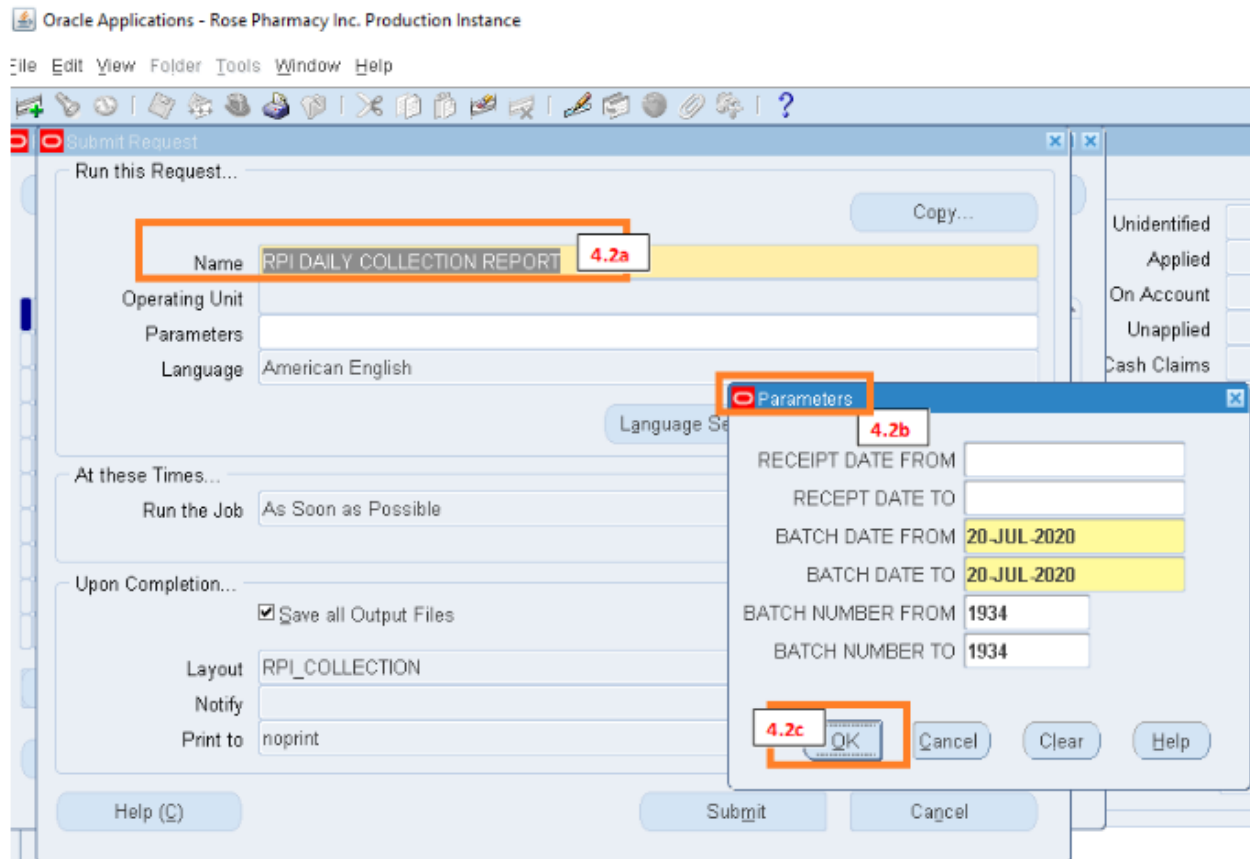 Oracle Applications - Rose Pharmacy Inc. Production Instance
File Edit View Folder Tools Window Help
Submit Request
Run this Request...
Copy...
Name RPI DAILY COLLECTION REPORT 4.2a
Operating Unit
Parameters
Language American English
Language Se
At these Times...
Run the Job As Soon as Possible
Upon Completion...
Save all Output Files
Layout RPI_COLLECTION
Notify
Print to noprint
Help (C) Submit Cancel
Unidentified
Applied
On Account
Unapplied
Cash Claims
Parameters
4.2b
RECEIPT DATE FROM
RECEPT DATE TO
BATCH DATE FROM 20-JUL-2020
BATCH DATE TO 20-JUL-2020
BATCH NUMBER FROM 1934
BATCH NUMBER TO 1934
4.2c OK Cancel Clear Help